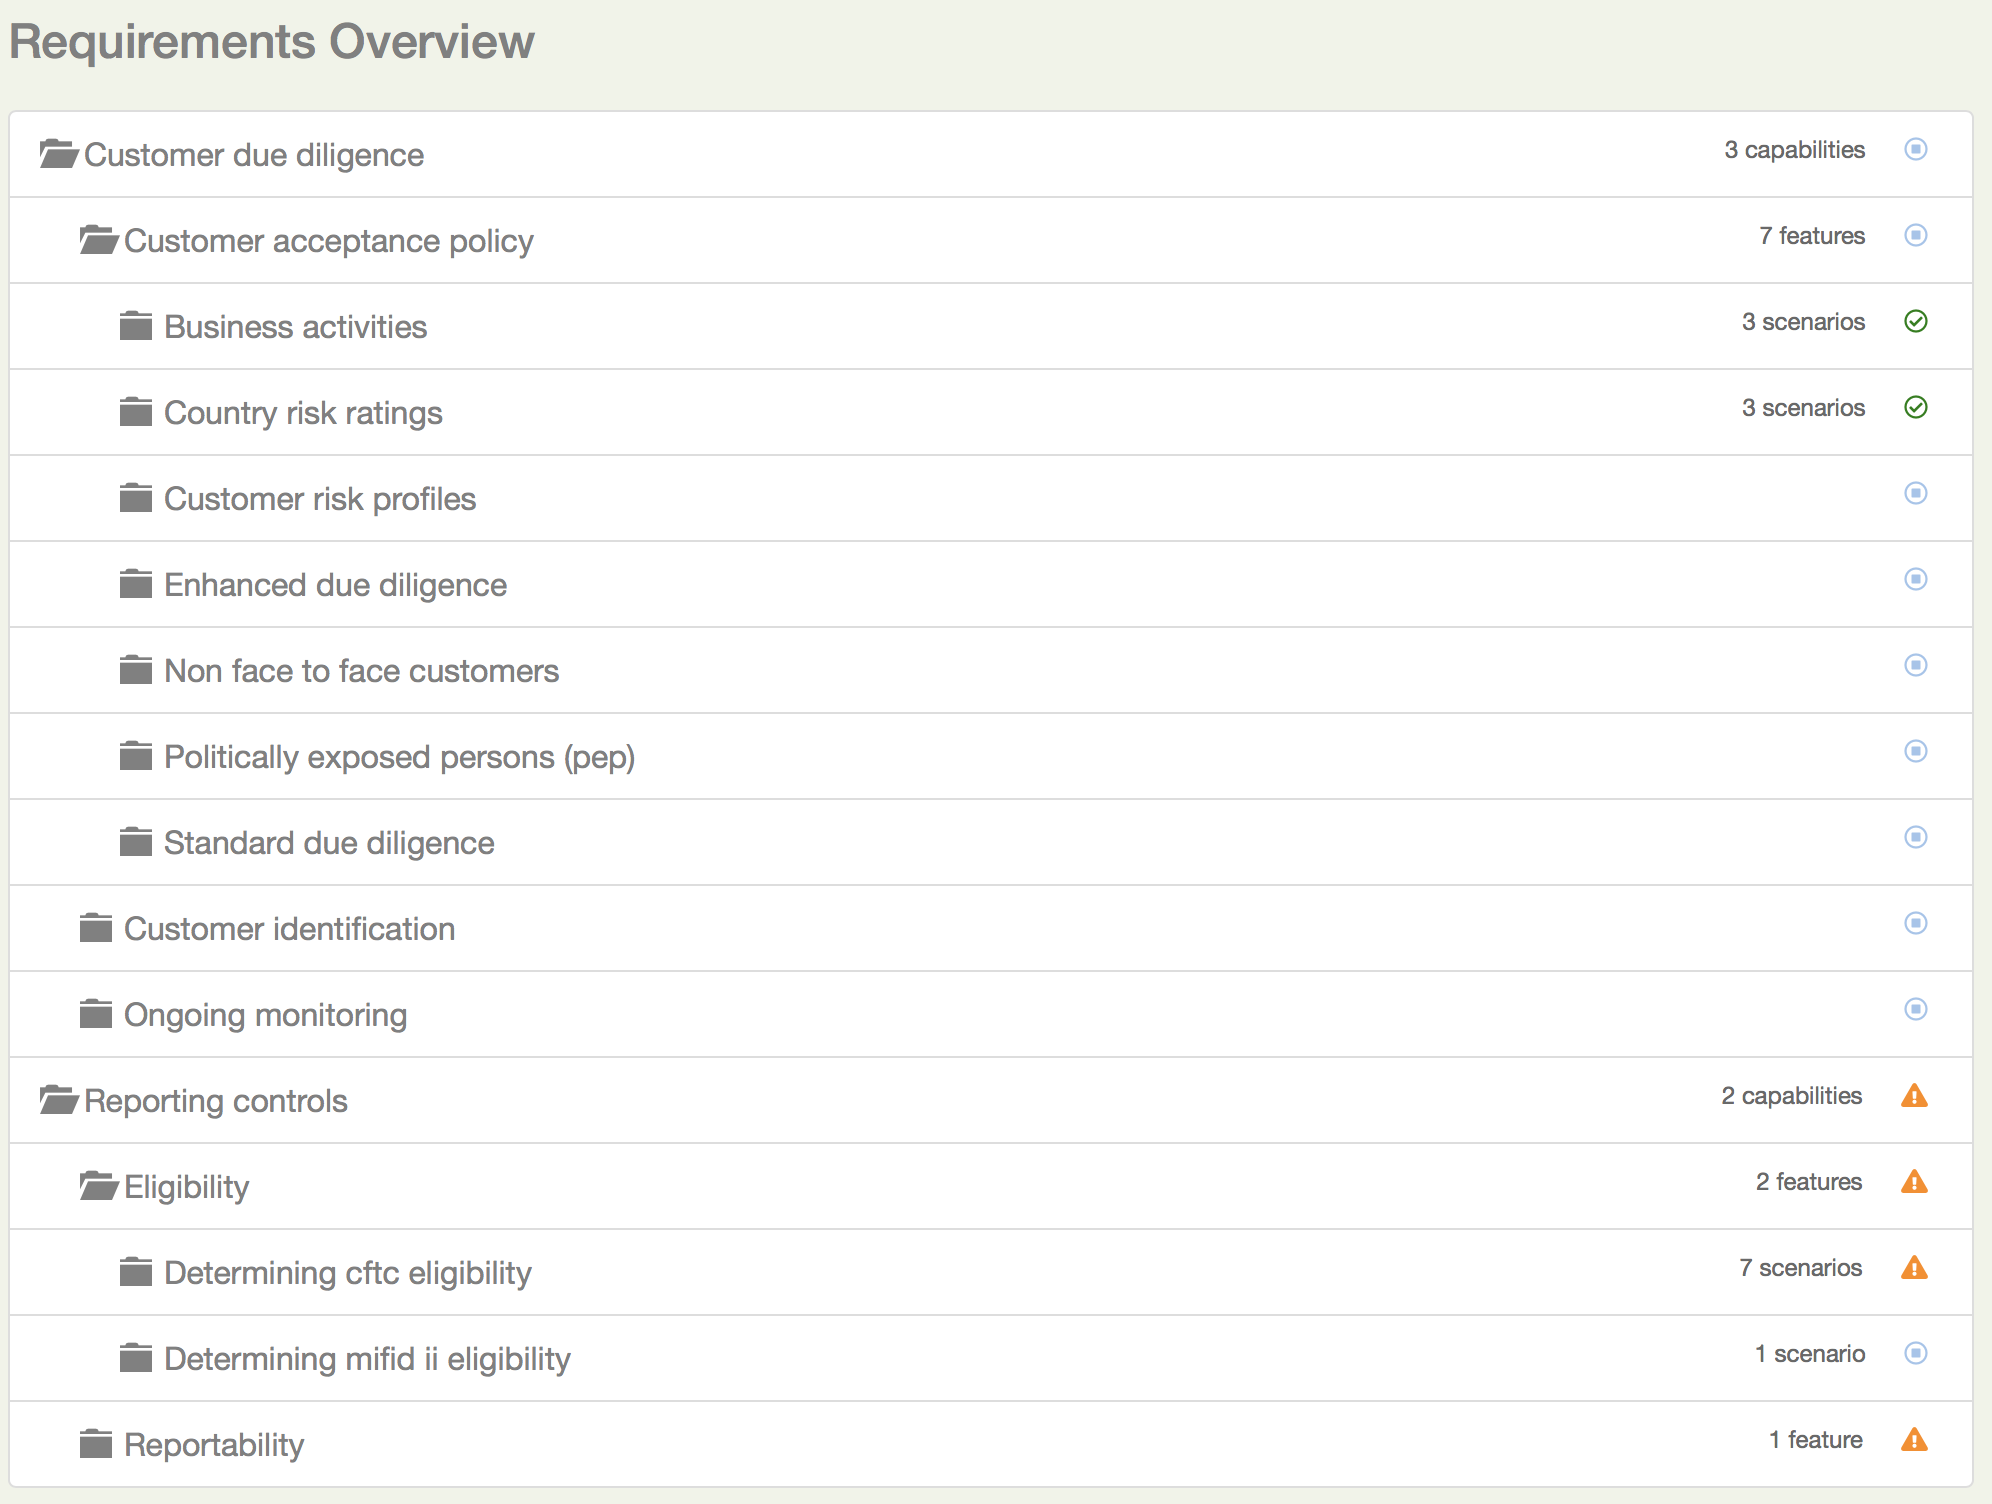 Requirements Overview
Customer due diligence 3 capabilities
Customer acceptance policy 7 features
Business activities 3 scenarios
Country risk ratings 3 scenarios
Customer risk profiles
Enhanced due diligence
Non face to face customers
Politically exposed persons (pep)
Standard due diligence
Customer identification
Ongoing monitoring
Reporting controls 2 capabilities
Eligibility 2 features
Determining cftc eligibility 7 scenarios
Determining mifid ii eligibility 1 scenario
Reportability 1 feature